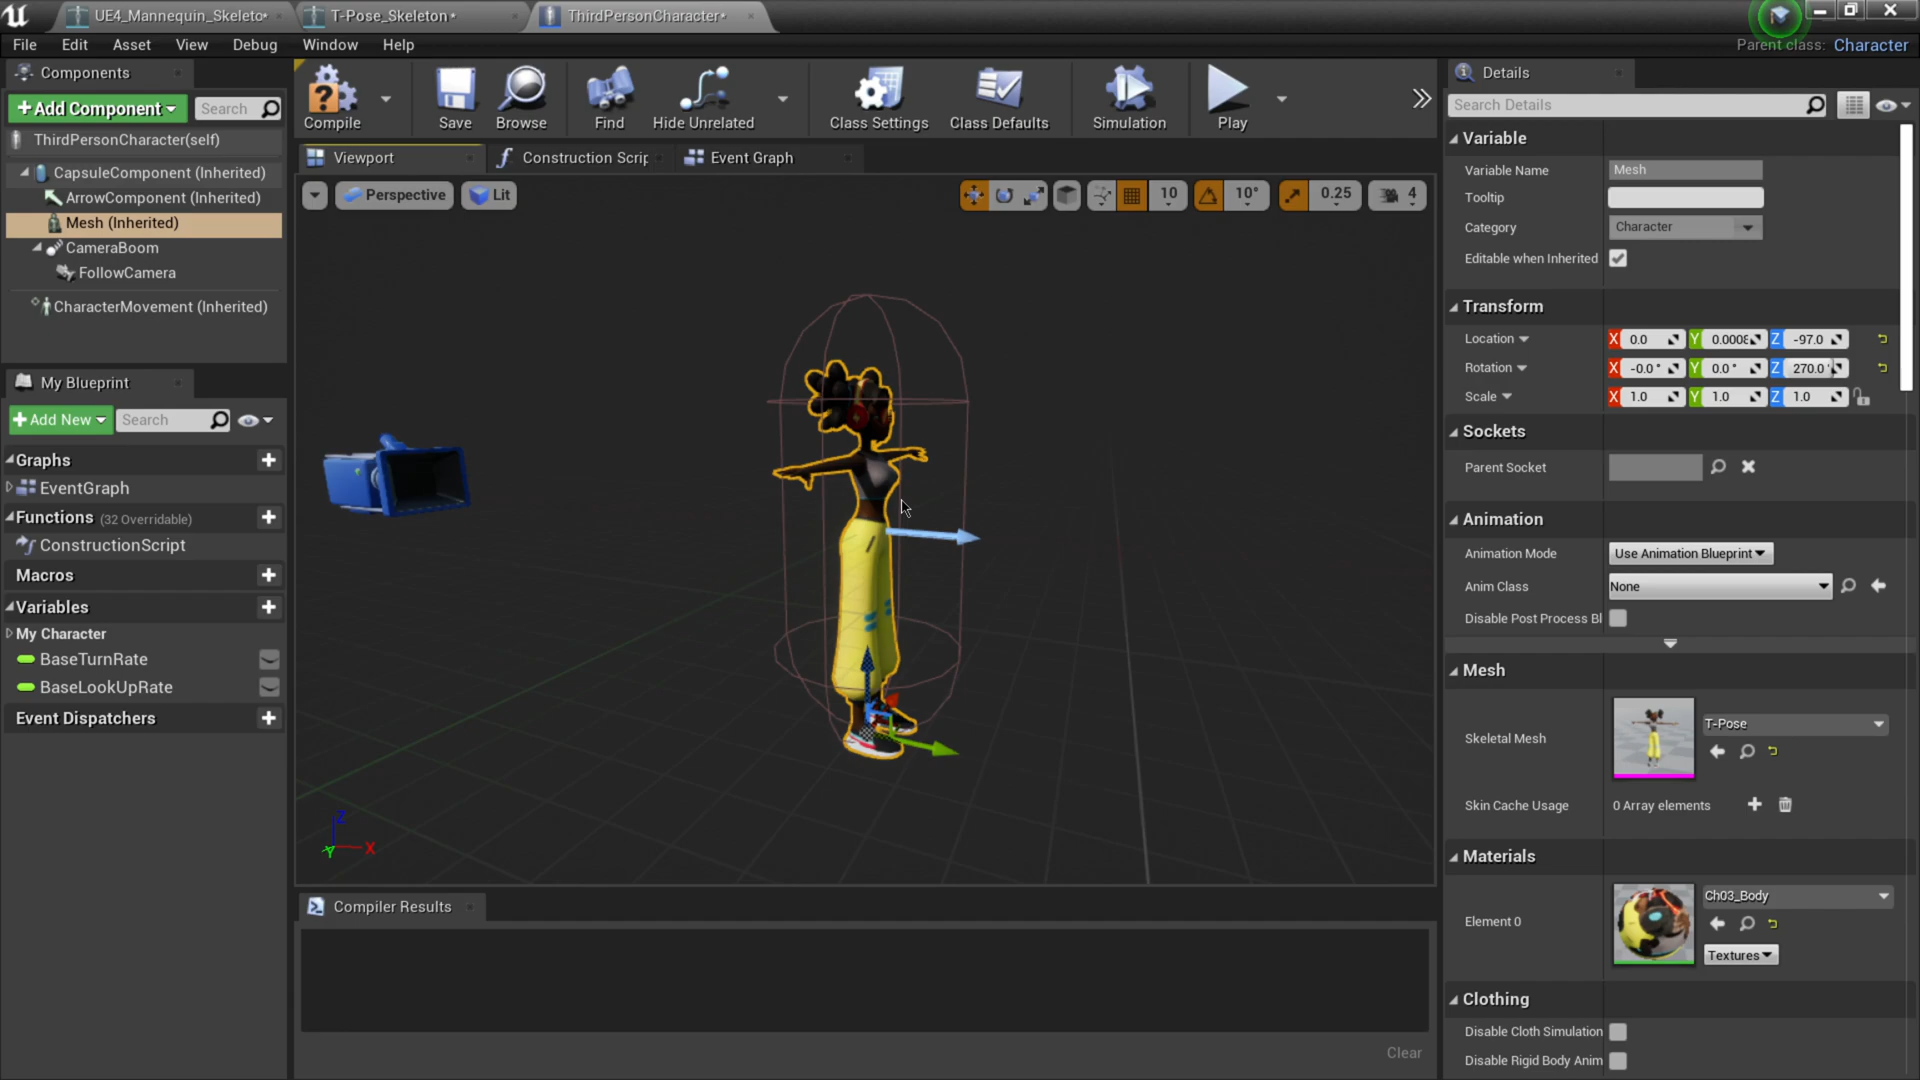 UE4_Mannequin_Skeleto*
T-Pose_Skeleton*
ThirdPersonCharacter*
File
Edit
Asset
View
Debug
Window
Help
Parent class: Character
Components
+Add Component
Search
ThirdPersonCharacter(self)
CapsuleComponent (Inherited)
ArrowComponent (Inherited)
Mesh (Inherited)
CameraBoom
FollowCamera
CharacterMovement (Inherited)
My Blueprint
+Add New
Search
Graphs
EventGraph
Functions (32 Overridable)
ConstructionScript
Macros
Variables
My Character
BaseTurnRate
BaseLookUpRate
Event Dispatchers
Compile
Save
Browse
Find
Hide Unrelated
Class Settings
Class Defaults
Simulation
Play
Viewport
Construction Scrip
Event Graph
Perspective
Lit
10
10°
0.25
4
Z
Y
X
Compiler Results
Clear
Details
Search Details
Variable
Variable Name
Mesh
Tooltip
Category
Character
Editable when Inherited
Transform
Location
X 0.0
Y 0.0008
Z -97.0
Rotation
X -0.0 °
Y 0.0 °
Z 270.0 °
Scale
X 1.0
Y 1.0
Z 1.0
Sockets
Parent Socket
Animation
Animation Mode
Use Animation Blueprint
Anim Class
None
Disable Post Process Bl
Mesh
Skeletal Mesh
T-Pose
Skin Cache Usage
0 Array elements
Materials
Element 0
Ch03_Body
Textures
Clothing
Disable Cloth Simulation
Disable Rigid Body Anim